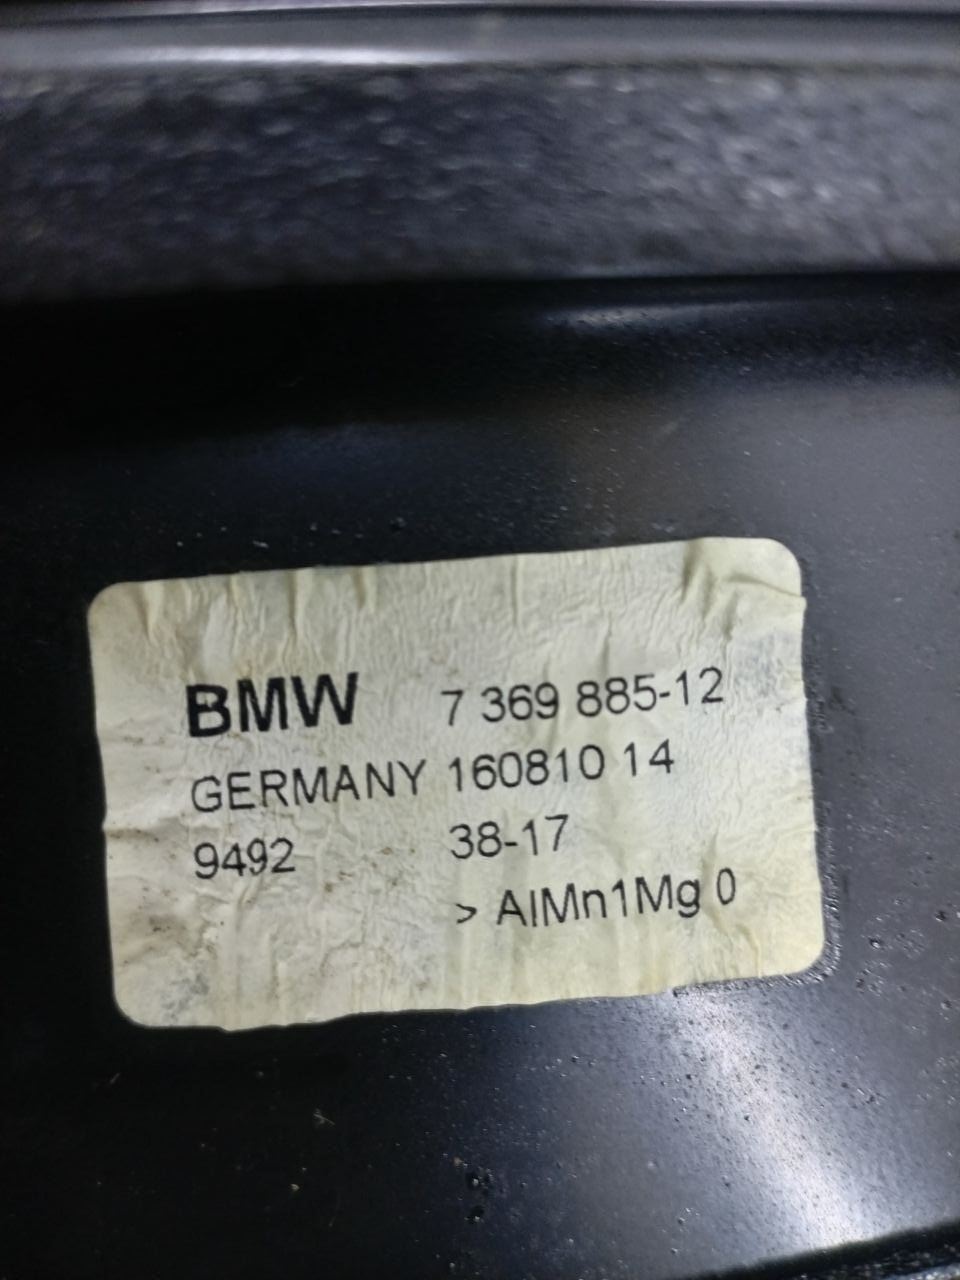 BMW 7 369 885-12
GERMANY 160810 14
9492 38-17
> AlMn1Mg 0